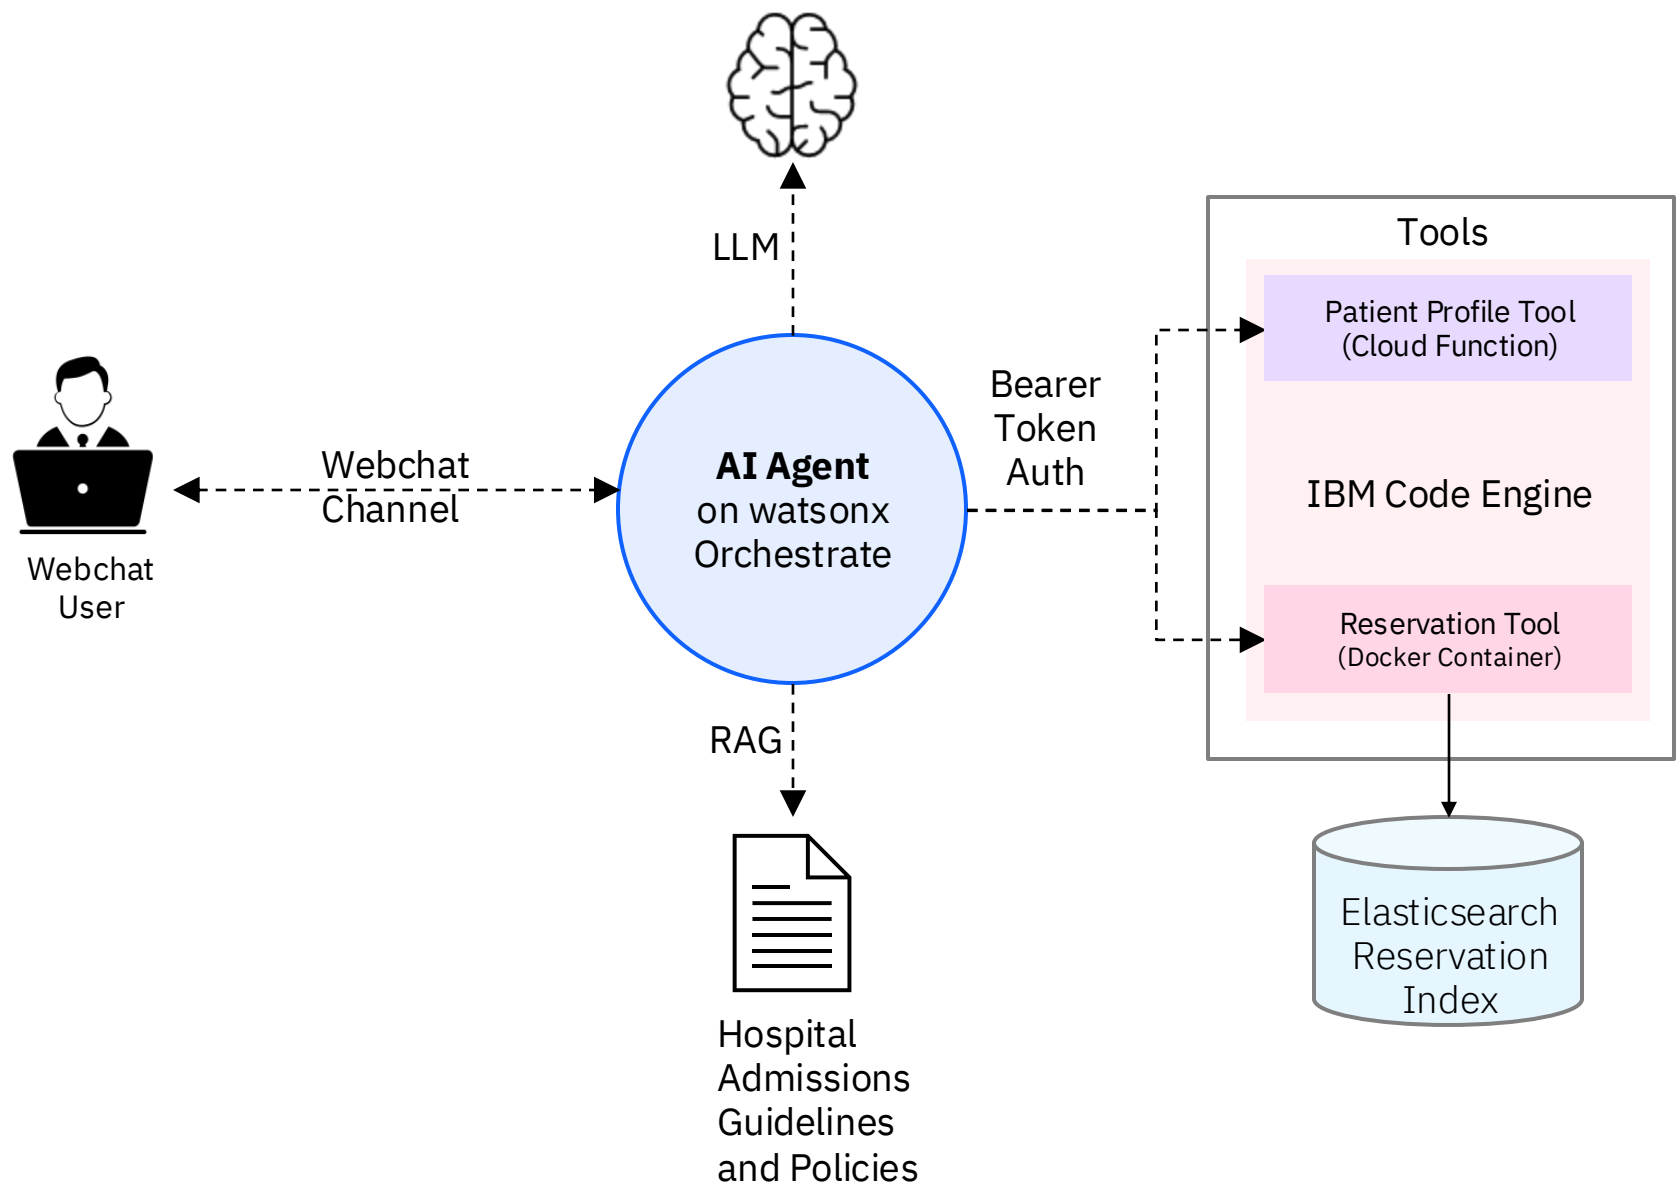 LLM
Tools
Patient Profile Tool
(Cloud Function)
Bearer
Token
Auth
Webchat
Channel
AI Agent
on watsonx
Orchestrate
IBM Code Engine
Webchat
User
Reservation Tool
(Docker Container)
RAG
Elasticsearch
Reservation
Index
Hospital
Admissions
Guidelines
and Policies